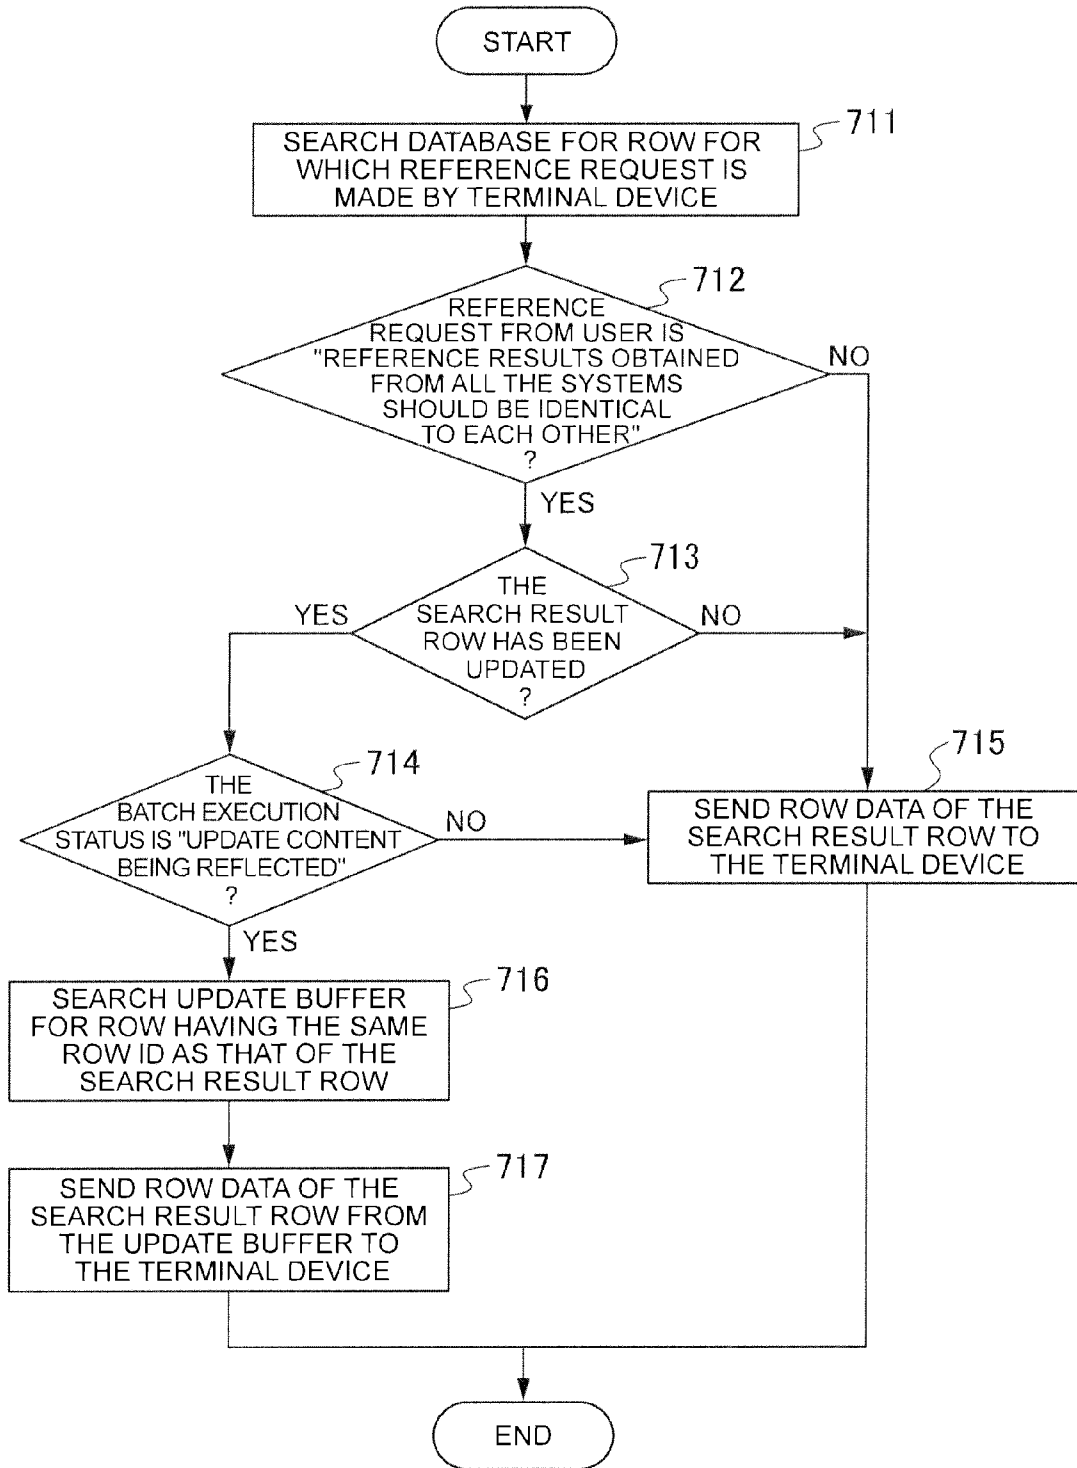 START
711
SEARCH DATABASE FOR ROW FOR
WHICH REFERENCE REQUEST IS
MADE BY TERMINAL DEVICE
712
REFERENCE
REQUEST FROM USER IS
"REFERENCE RESULTS OBTAINED
FROM ALL THE SYSTEMS
SHOULD BE IDENTICAL
TO EACH OTHER"
?
NO
YES
713
THE
SEARCH RESULT
ROW HAS BEEN
UPDATED
?
YES
NO
714
THE
BATCH EXECUTION
STATUS IS "UPDATE CONTENT
BEING REFLECTED"
?
NO
YES
715
SEND ROW DATA OF THE
SEARCH RESULT ROW TO
THE TERMINAL DEVICE
716
SEARCH UPDATE BUFFER
FOR ROW HAVING THE SAME
ROW ID AS THAT OF THE
SEARCH RESULT ROW
717
SEND ROW DATA OF THE
SEARCH RESULT ROW FROM
THE UPDATE BUFFER TO
THE TERMINAL DEVICE
END